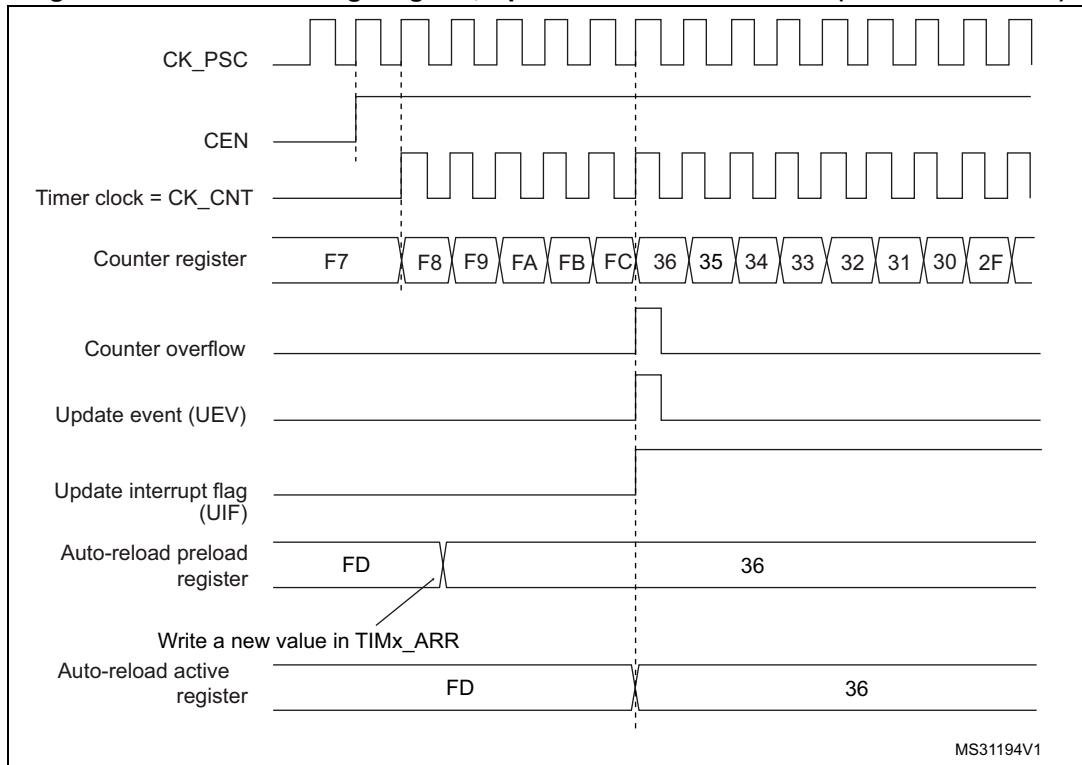 CK_PSC
CEN
Timer clock = CK_CNT
Counter register
F7 F8 F9 FA FB FC 36 35 34 33 32 31 30 2F
Counter overflow
Update event (UEV)
Update interrupt flag
(UIF)
Auto-reload preload
register
FD 36
Write a new value in TIMx_ARR
Auto-reload active
register
FD 36
MS31194V1